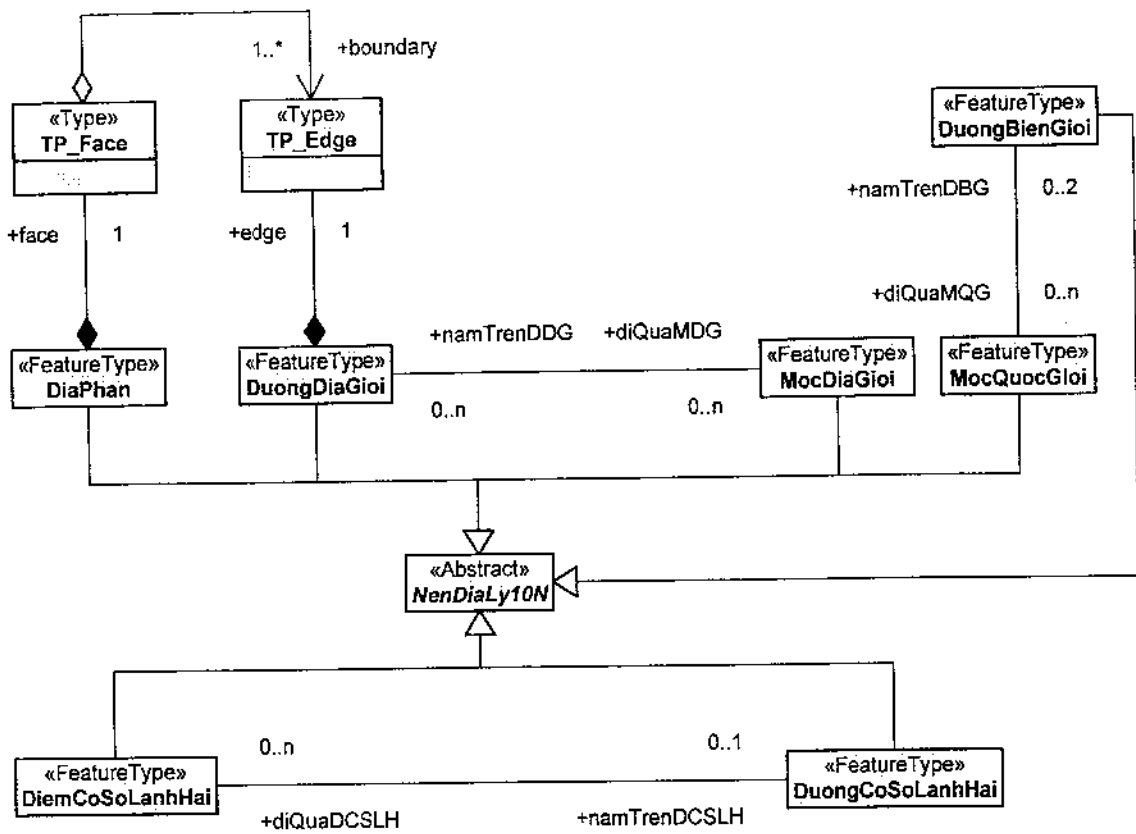 1..* +boundary
«Type»
TP_Face
«Type»
TP_Edge
«FeatureType»
DuongBienGioi
+namTrenDBG 0..2
+face 1
+edge 1
+diQuaMQG 0..n
+namTrenDDG +diQuaMDG
«FeatureType»
DiaPhan
«FeatureType»
DuongDiaGioi
«FeatureType»
MocDiaGioi
«FeatureType»
MocQuocGioi
0..n 0..n
«Abstract»
NenDiaLy10N
0..n 0..1
«FeatureType»
DiemCoSoLanhHai
«FeatureType»
DuongCoSoLanhHai
+diQuaDCSLH +namTrenDCSLH